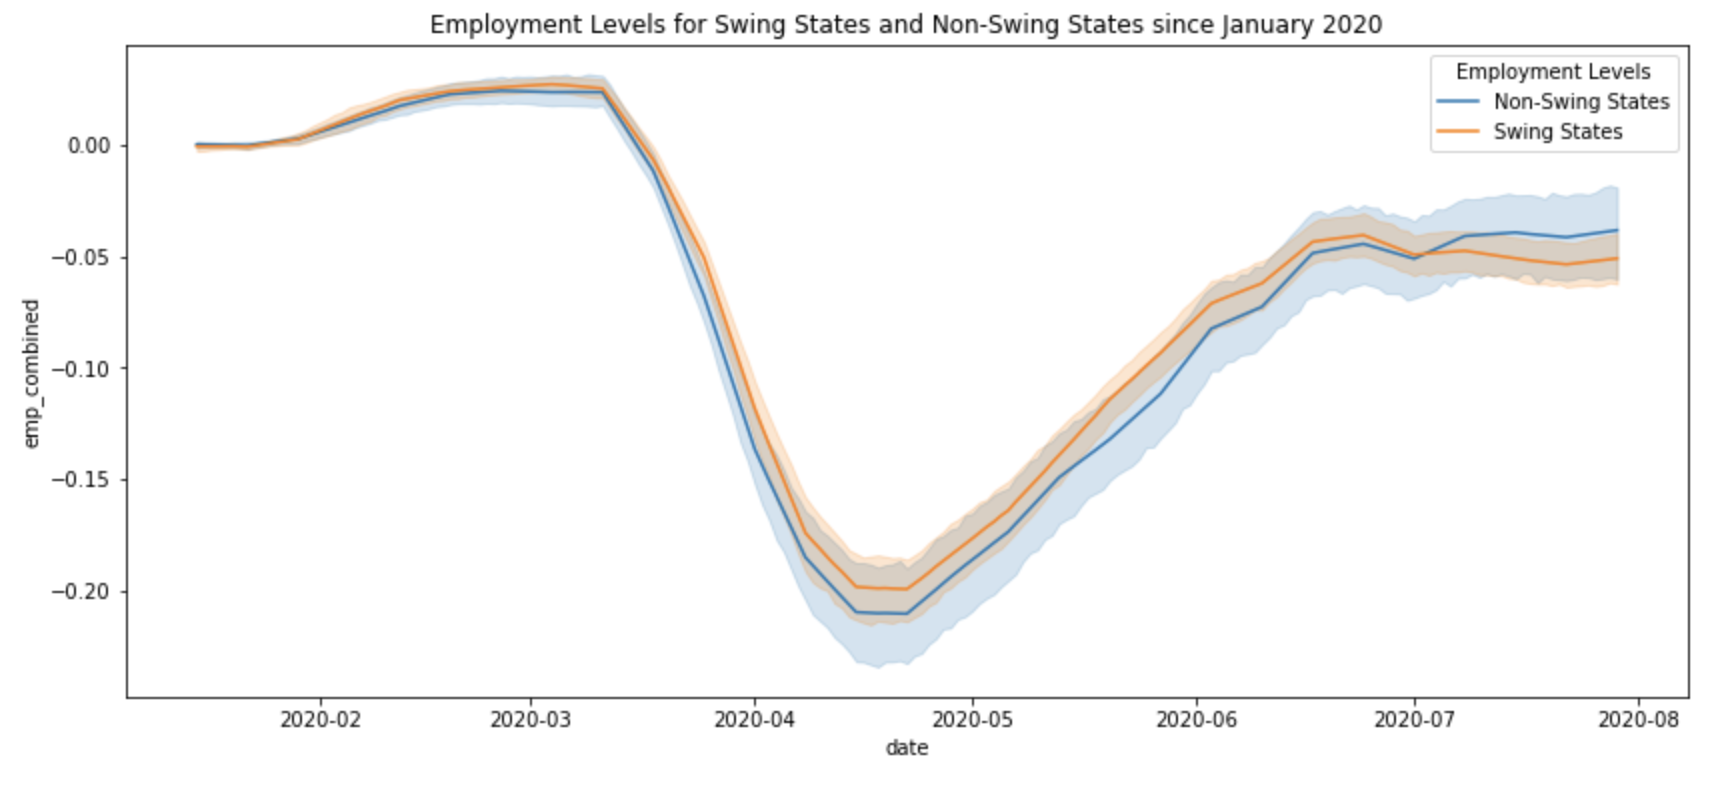 Employment Levels for Swing States and Non-Swing States since January 2020
Employment Levels
Non-Swing States
Swing States
0.00
−0.05
−0.10
−0.15
−0.20
emp_combined
2020-02
2020-03
2020-04
2020-05
2020-06
2020-07
2020-08
date